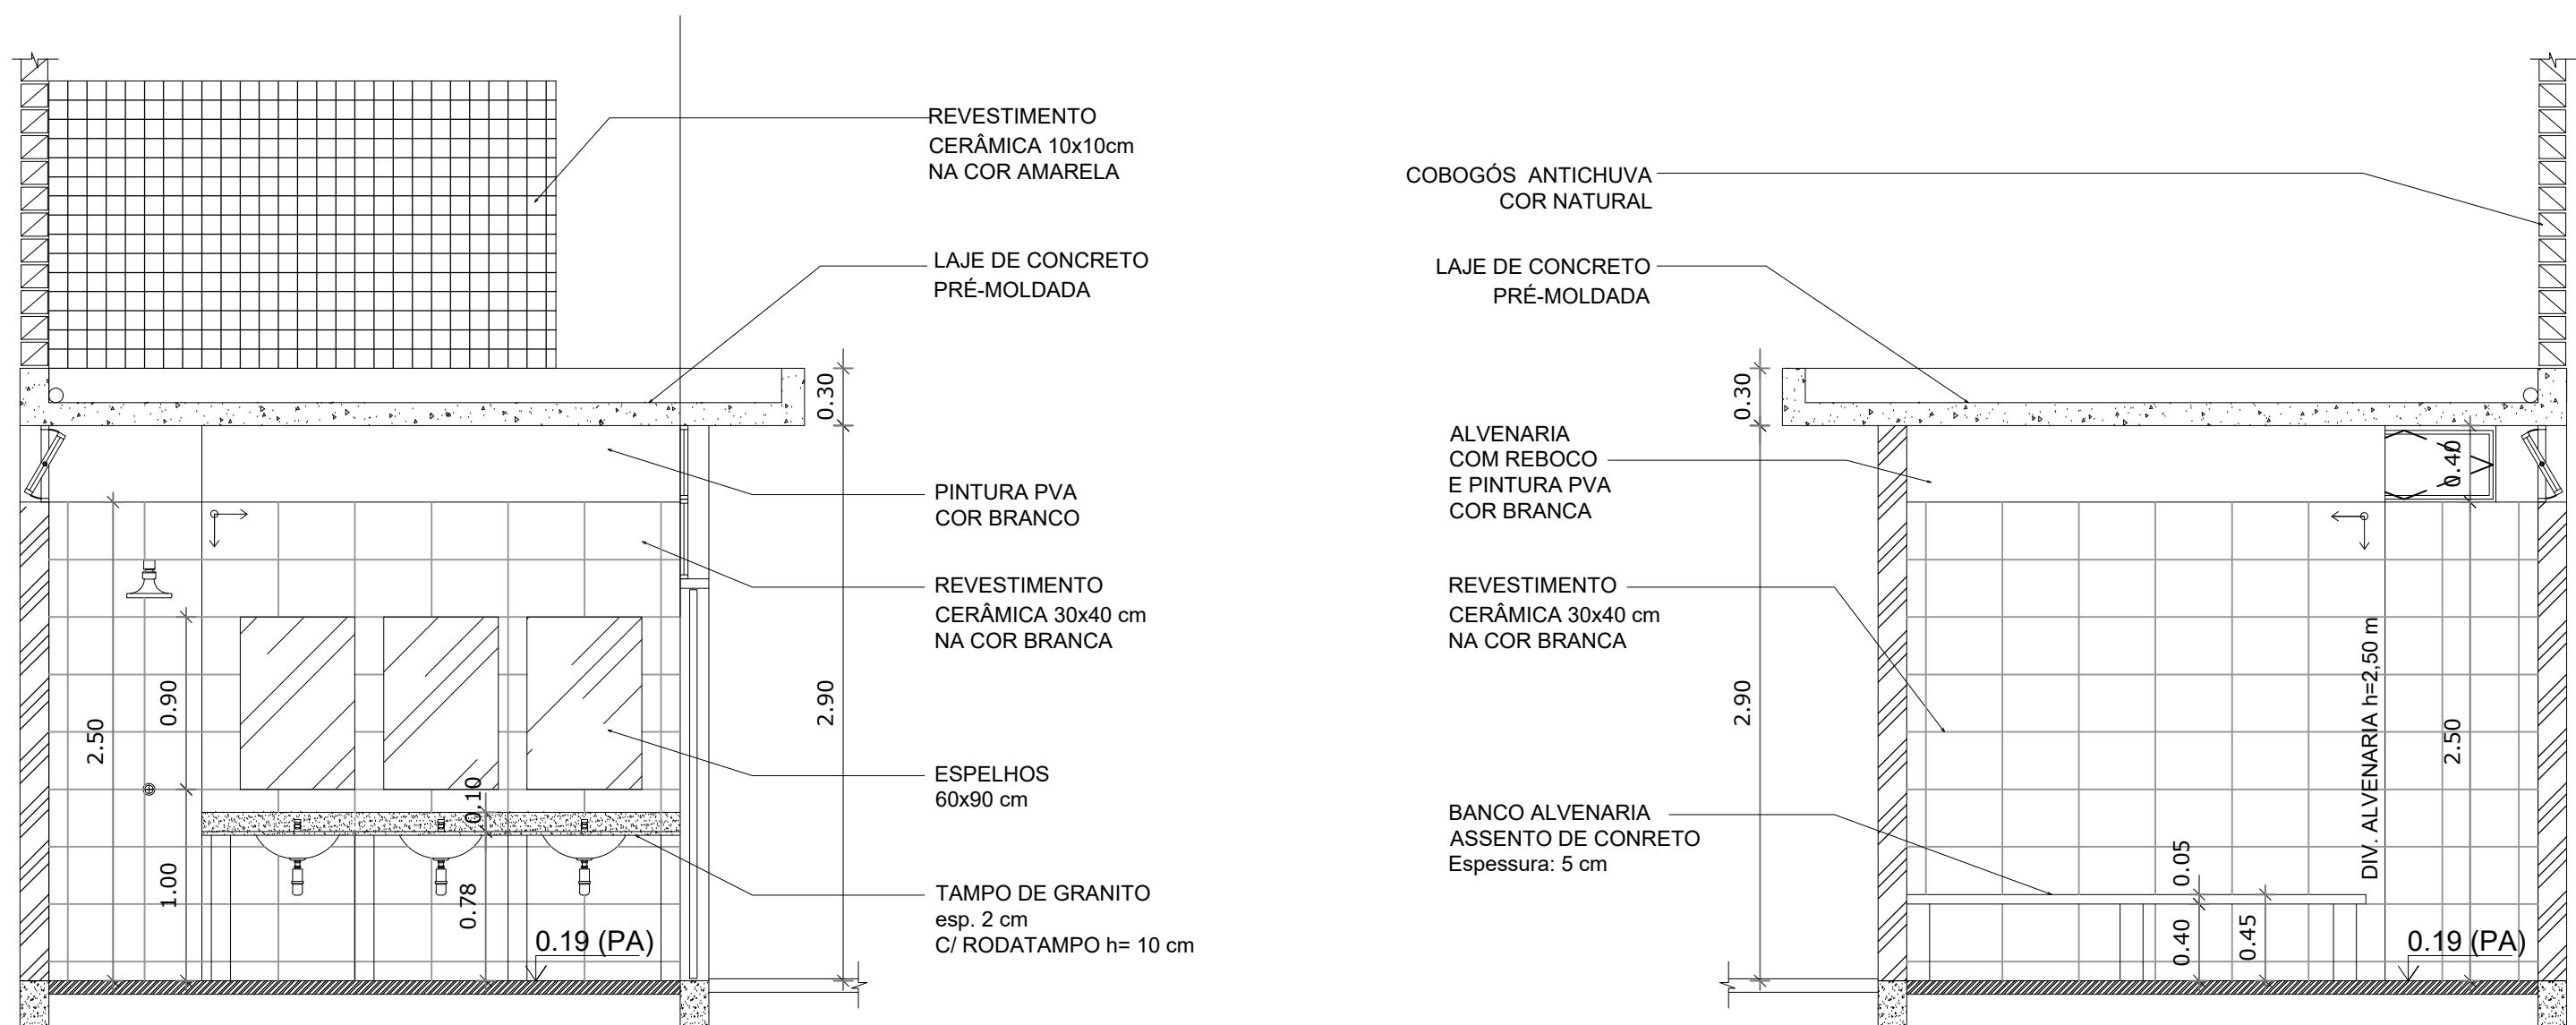 REVESTIMENTO
CERÂMICA 10x10cm
NA COR AMARELA
LAJE DE CONCRETO
PRÉ-MOLDADA
0.30
PINTURA PVA
COR BRANCO
REVESTIMENTO
CERÂMICA 30x40 cm
NA COR BRANCA
2.90
0.90
2.50
ESPELHOS
60x90 cm
0.10
1.00
0.78
TAMPO DE GRANITO
esp. 2 cm
C/ RODATAMPO h= 10 cm
0.19 (PA)
COBOGÓS ANTICHUVA
COR NATURAL
LAJE DE CONCRETO
PRÉ-MOLDADA
0.30
ALVENARIA
COM REBOCO
E PINTURA PVA
COR BRANCA
0.40
REVESTIMENTO
CERÂMICA 30x40 cm
NA COR BRANCA
2.90
DIV. ALVENARIA h=2,50 m
2.50
BANCO ALVENARIA
ASSENTO DE CONRETO
Espessura: 5 cm
0.05
0.40
0.45
0.19 (PA)